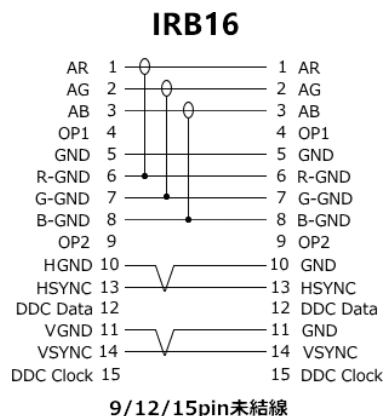 IRB16
AR 1 1 AR
AG 2 2 AG
AB 3 3 AB
OP1 4 4 OP1
GND 5 5 GND
R-GND 6 6 R-GND
G-GND 7 7 G-GND
B-GND 8 8 B-GND
OP2 9 9 OP2
HGND 10 10 GND
HSYNC 13 13 HSYNC
DDC Data 12 12 DDC Data
VGND 11 11 GND
VSYNC 14 14 VSYNC
DDC Clock 15 15 DDC Clock
9/12/15pin未結線